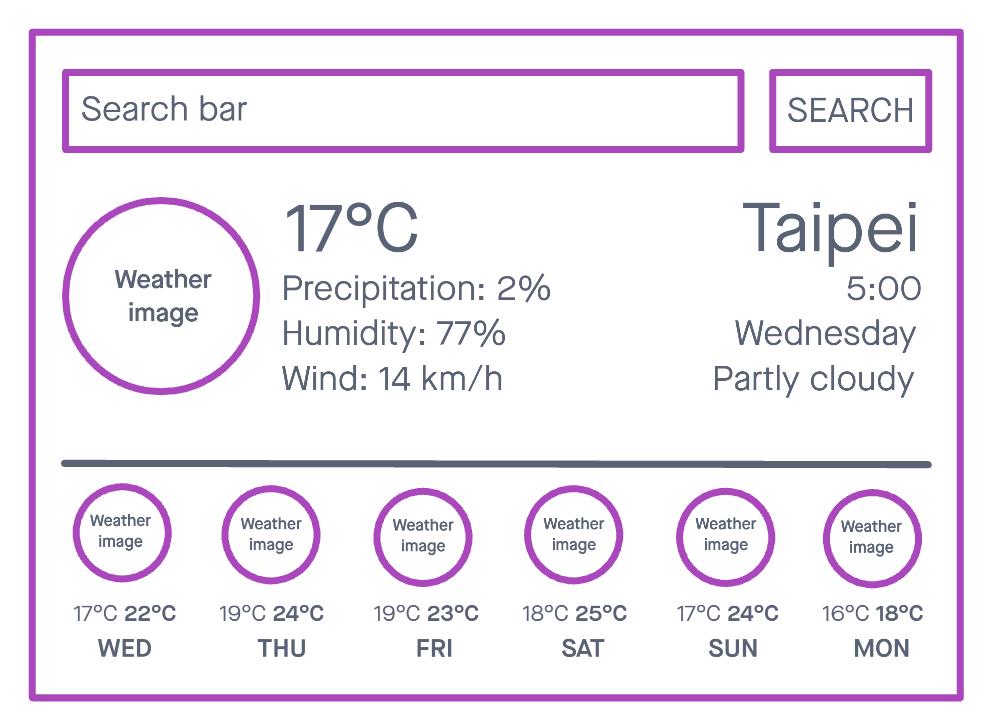 Search bar
SEARCH
Weather
image
17°C
Precipitation: 2%
Humidity: 77%
Wind: 14 km/h
Taipei
5:00
Wednesday
Partly cloudy
Weather
image
17°C 22°C
WED
Weather
image
19°C 24°C
THU
Weather
image
19°C 23°C
FRI
Weather
image
18°C 25°C
SAT
Weather
image
17°C 24°C
SUN
Weather
image
16°C 18°C
MON